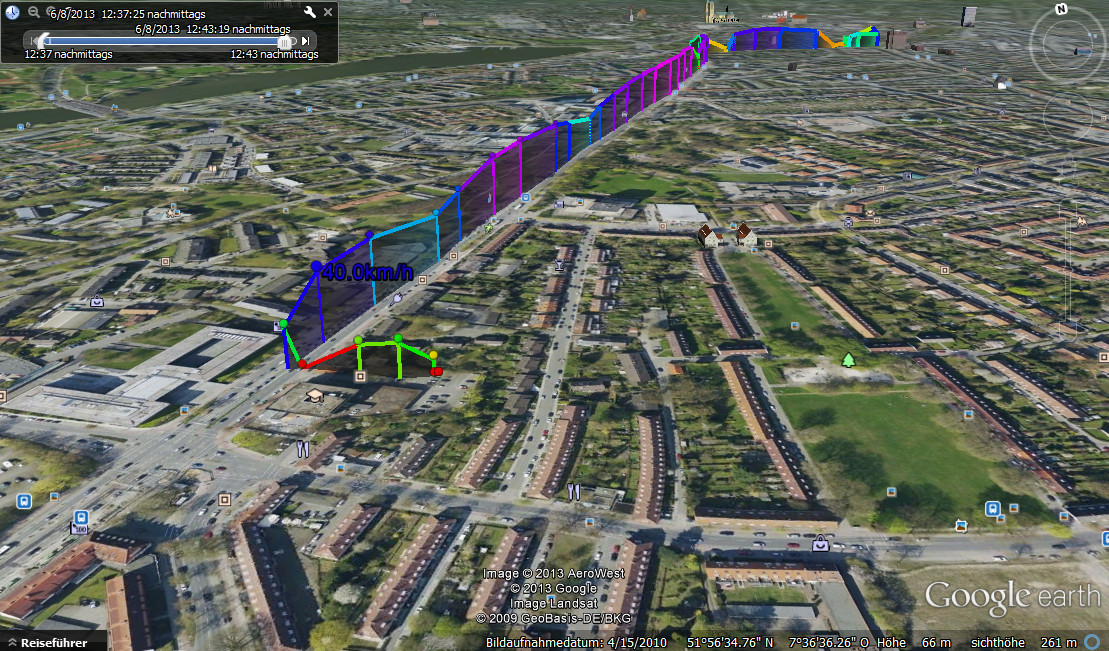 6/8/2013 12:37:25 nachmittags
6/8/2013 12:43:19 nachmittags
12:37 nachmittags
12:43 nachmittags
N
40.0km/h
Image © 2013 AeroWest
© 2013 Google
Image Landsat
©2009 GeoBasis-DE/BKG
Google earth
Reiseführer
Bildaufnahmedatum: 4/15/2010 51°56'34.76" N 7°36'36.26" O Höhe 66 m sichthöhe 261 m